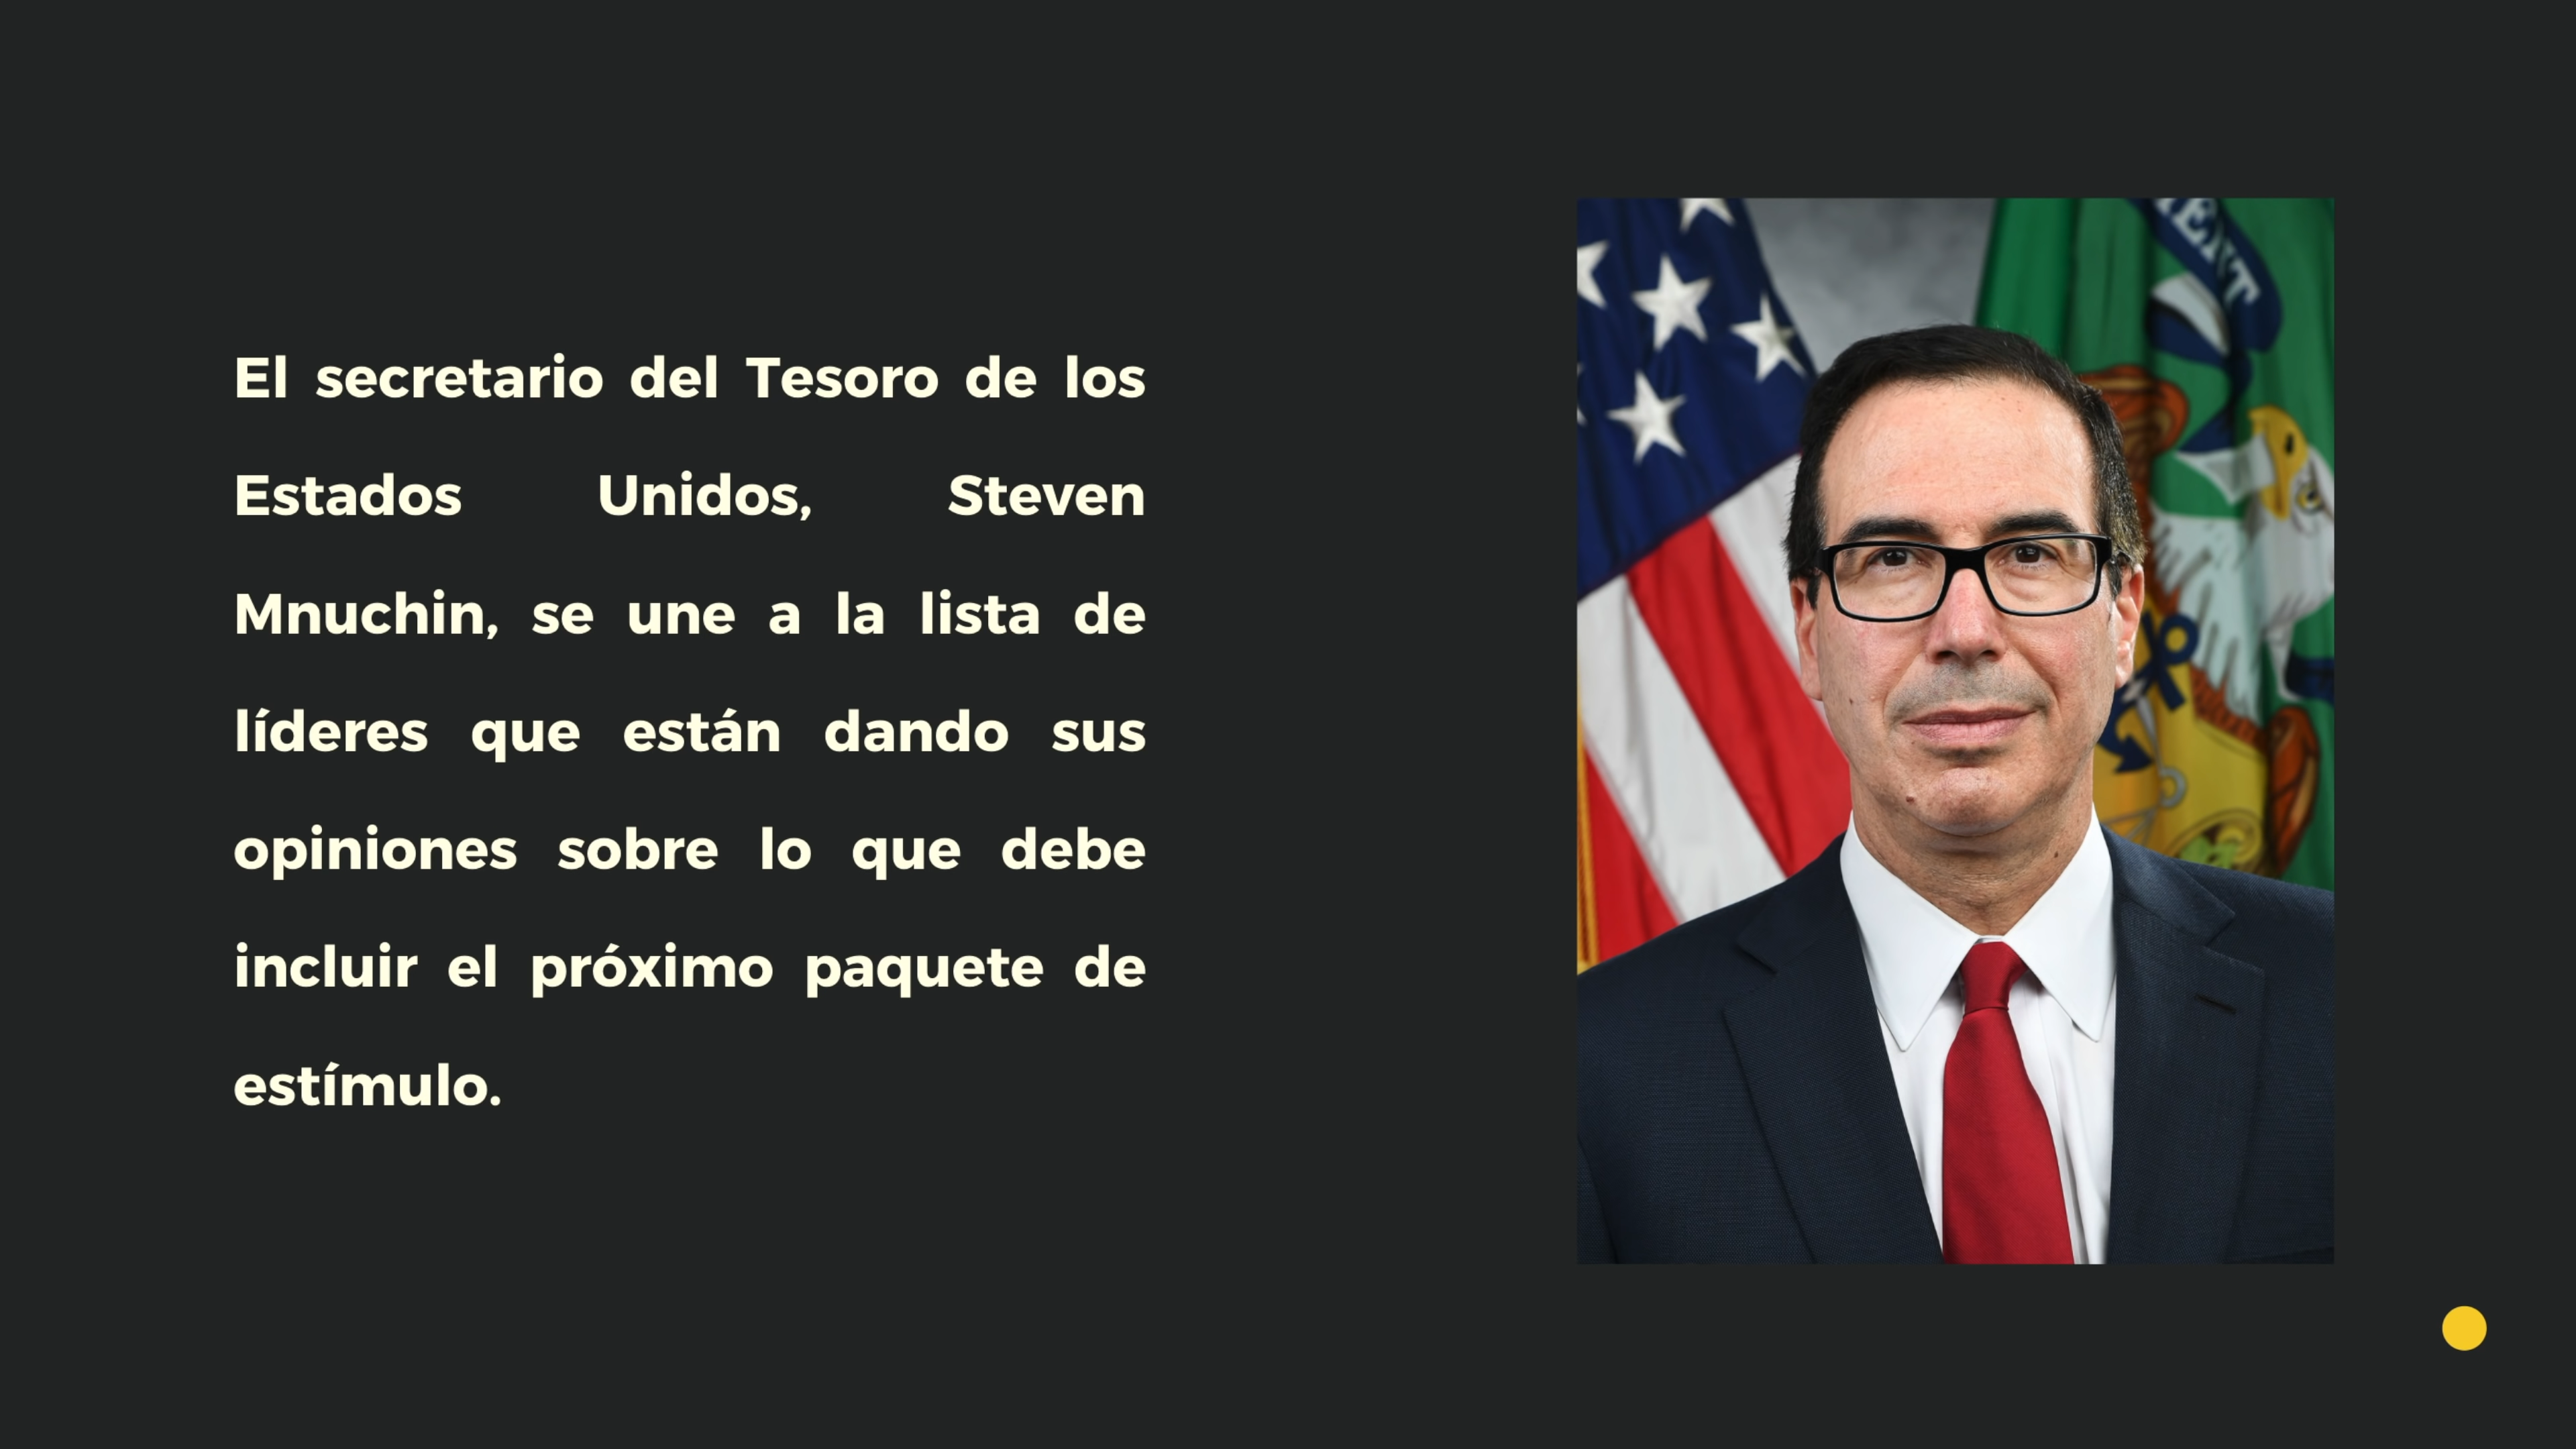 El secretario del Tesoro de los
Estados Unidos, Steven
Mnuchin, se une a la lista de
líderes que están dando sus
opiniones sobre lo que debe
incluir el próximo paquete de
estímulo.